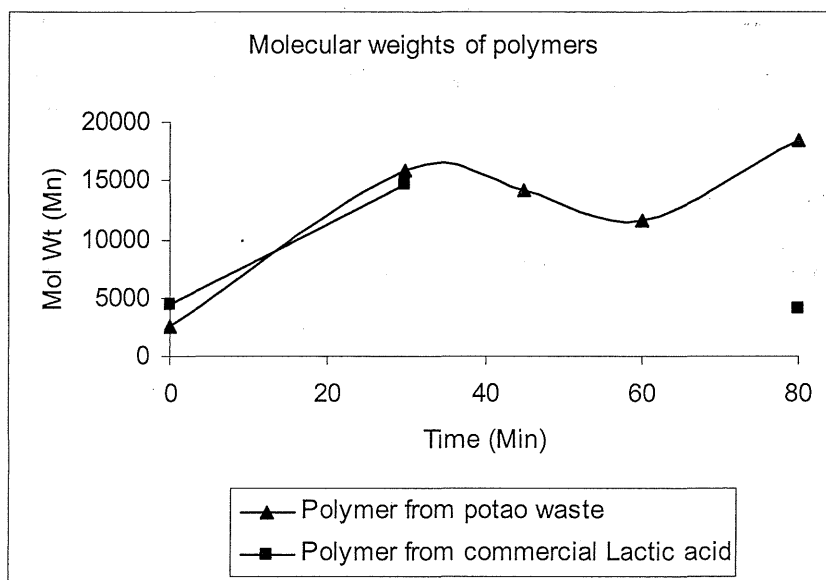 Molecular weights of polymers
20000
15000
10000
5000
0
Mol Wt (Mn)
0 20 40 60 80
Time (Min)
Polymer from potao waste
Polymer from commercial Lactic acid